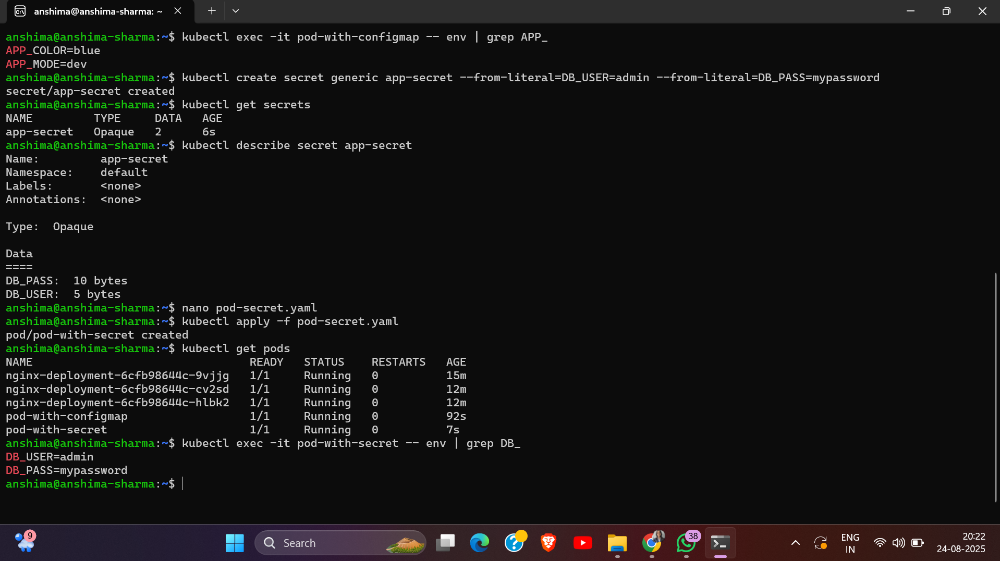 anshima@anshima-sharma: ~
anshima@anshima-sharma:~$ kubectl exec -it pod-with-configmap -- env | grep APP_
APP_COLOR=blue
APP_MODE=dev
anshima@anshima-sharma:~$ kubectl create secret generic app-secret --from-literal=DB_USER=admin --from-literal=DB_PASS=mypassword
secret/app-secret created
anshima@anshima-sharma:~$ kubectl get secrets
NAME         TYPE     DATA   AGE
app-secret   Opaque   2      6s
anshima@anshima-sharma:~$ kubectl describe secret app-secret
Name:         app-secret
Namespace:    default
Labels:       <none>
Annotations:  <none>
Type:  Opaque
Data
====
DB_PASS:  10 bytes
DB_USER:  5 bytes
anshima@anshima-sharma:~$ nano pod-secret.yaml
anshima@anshima-sharma:~$ kubectl apply -f pod-secret.yaml
pod/pod-with-secret created
anshima@anshima-sharma:~$ kubectl get pods
NAME                                READY   STATUS    RESTARTS   AGE
nginx-deployment-6cfb98644c-9vjjg   1/1     Running   0          15m
nginx-deployment-6cfb98644c-cv2sd   1/1     Running   0          12m
nginx-deployment-6cfb98644c-hlbk2   1/1     Running   0          12m
pod-with-configmap                  1/1     Running   0          92s
pod-with-secret                     1/1     Running   0          7s
anshima@anshima-sharma:~$ kubectl exec -it pod-with-secret -- env | grep DB_
DB_USER=admin
DB_PASS=mypassword
anshima@anshima-sharma:~$
9
Search
38
ENG
IN
20:22
24-08-2025